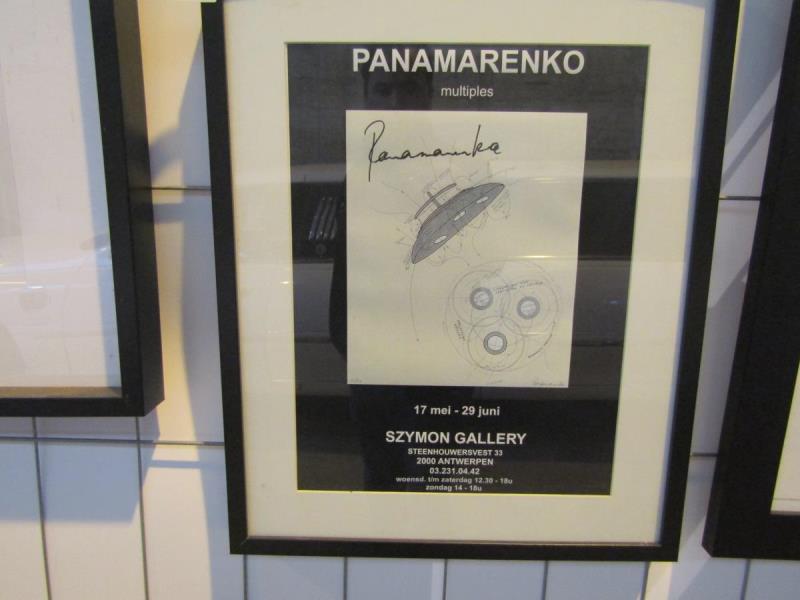 PANAMARENKO
multiples
Panamarenko
17 mei - 29 juni
SZYMON GALLERY
STEENHOUWERSVEST 33
2000 ANTWERPEN
03.231.04.42
woensd. t/m zaterdag 12.30 - 18u
zondag 14 - 18u